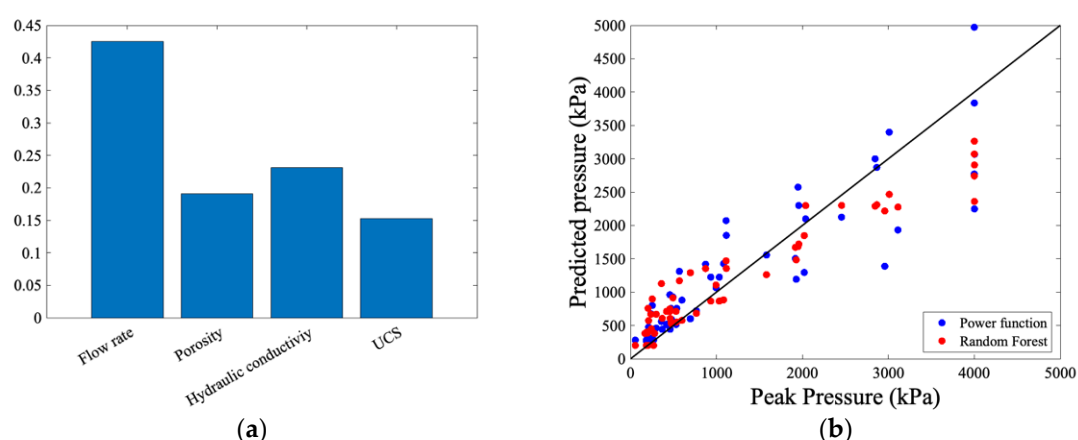 0.45
0.4
0.35
0.3
0.25
0.2
0.15
0.1
0.05
0
Flow rate
Porosity
Hydraulic conductiviy
UCS
(a)
Predicted pressure (kPa)
5000
4500
4000
3500
3000
2500
2000
1500
1000
500
0
0 1000 2000 3000 4000 5000
Peak Pressure (kPa)
Power function
Random Forest
(b)